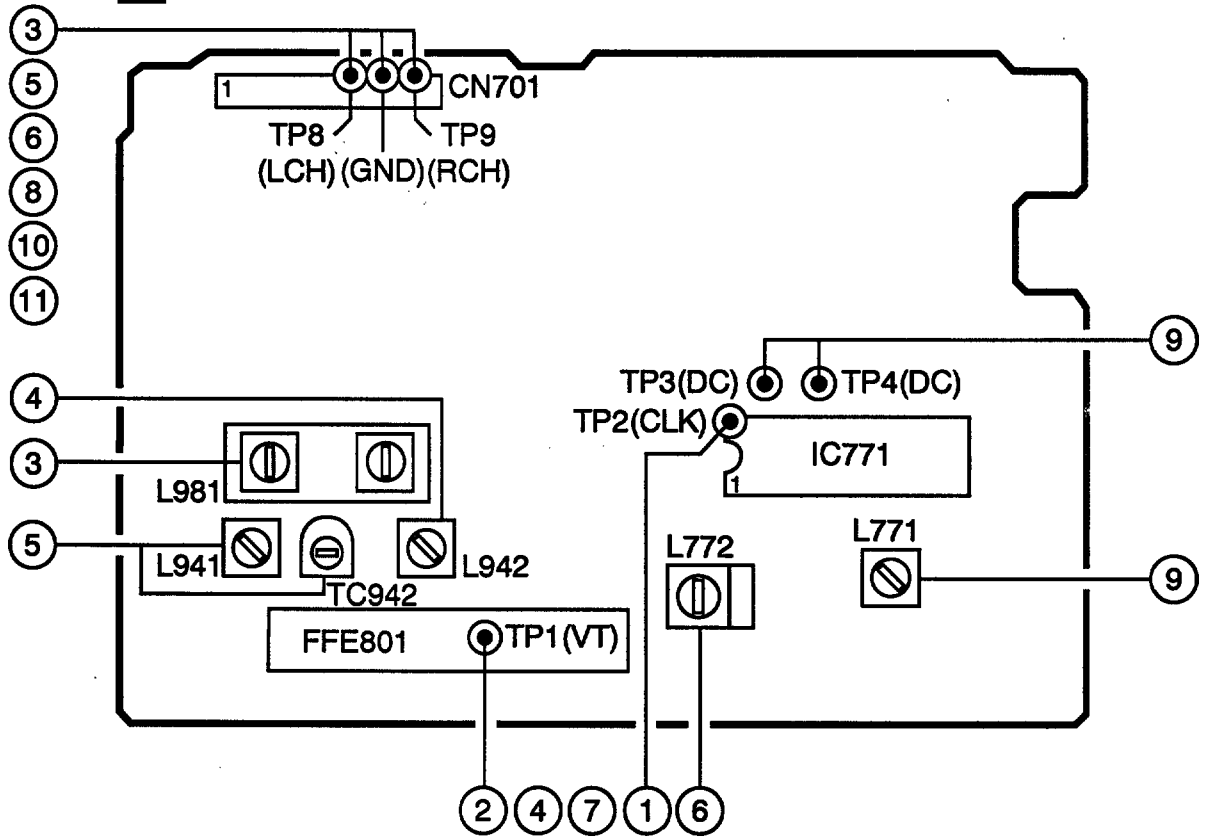 3
5
6
8
10
11
1
CN701
TP8
TP9
(LCH) (GND) (RCH)
9
TP3(DC)
TP4(DC)
TP2(CLK)
IC771
1
4
3
L981
5
L941
TC942
L942
L772
L771
9
FFE801
TP1(VT)
2
4
7
1
6